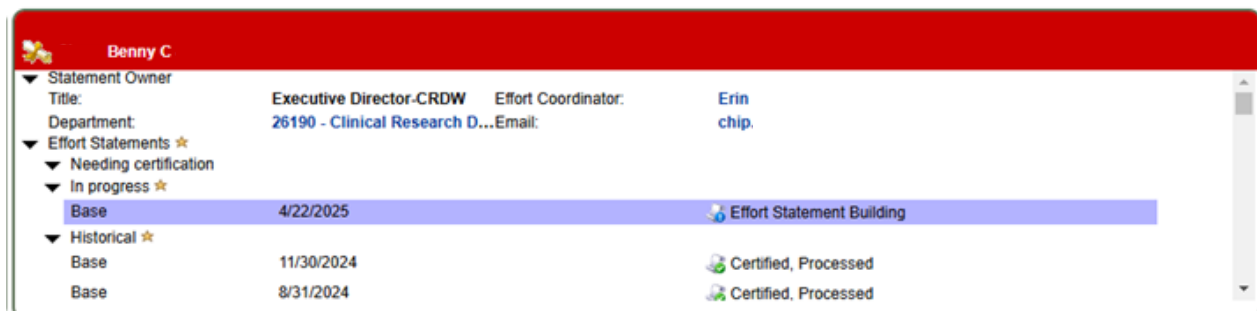 Benny C
Statement Owner
Title: Executive Director-CRDW Effort Coordinator: Erin
Department: 26190 - Clinical Research D... Email: chip.
Effort Statements
Needing certification
In progress
Base 4/22/2025 Effort Statement Building
Historical
Base 11/30/2024 Certified, Processed
Base 8/31/2024 Certified, Processed